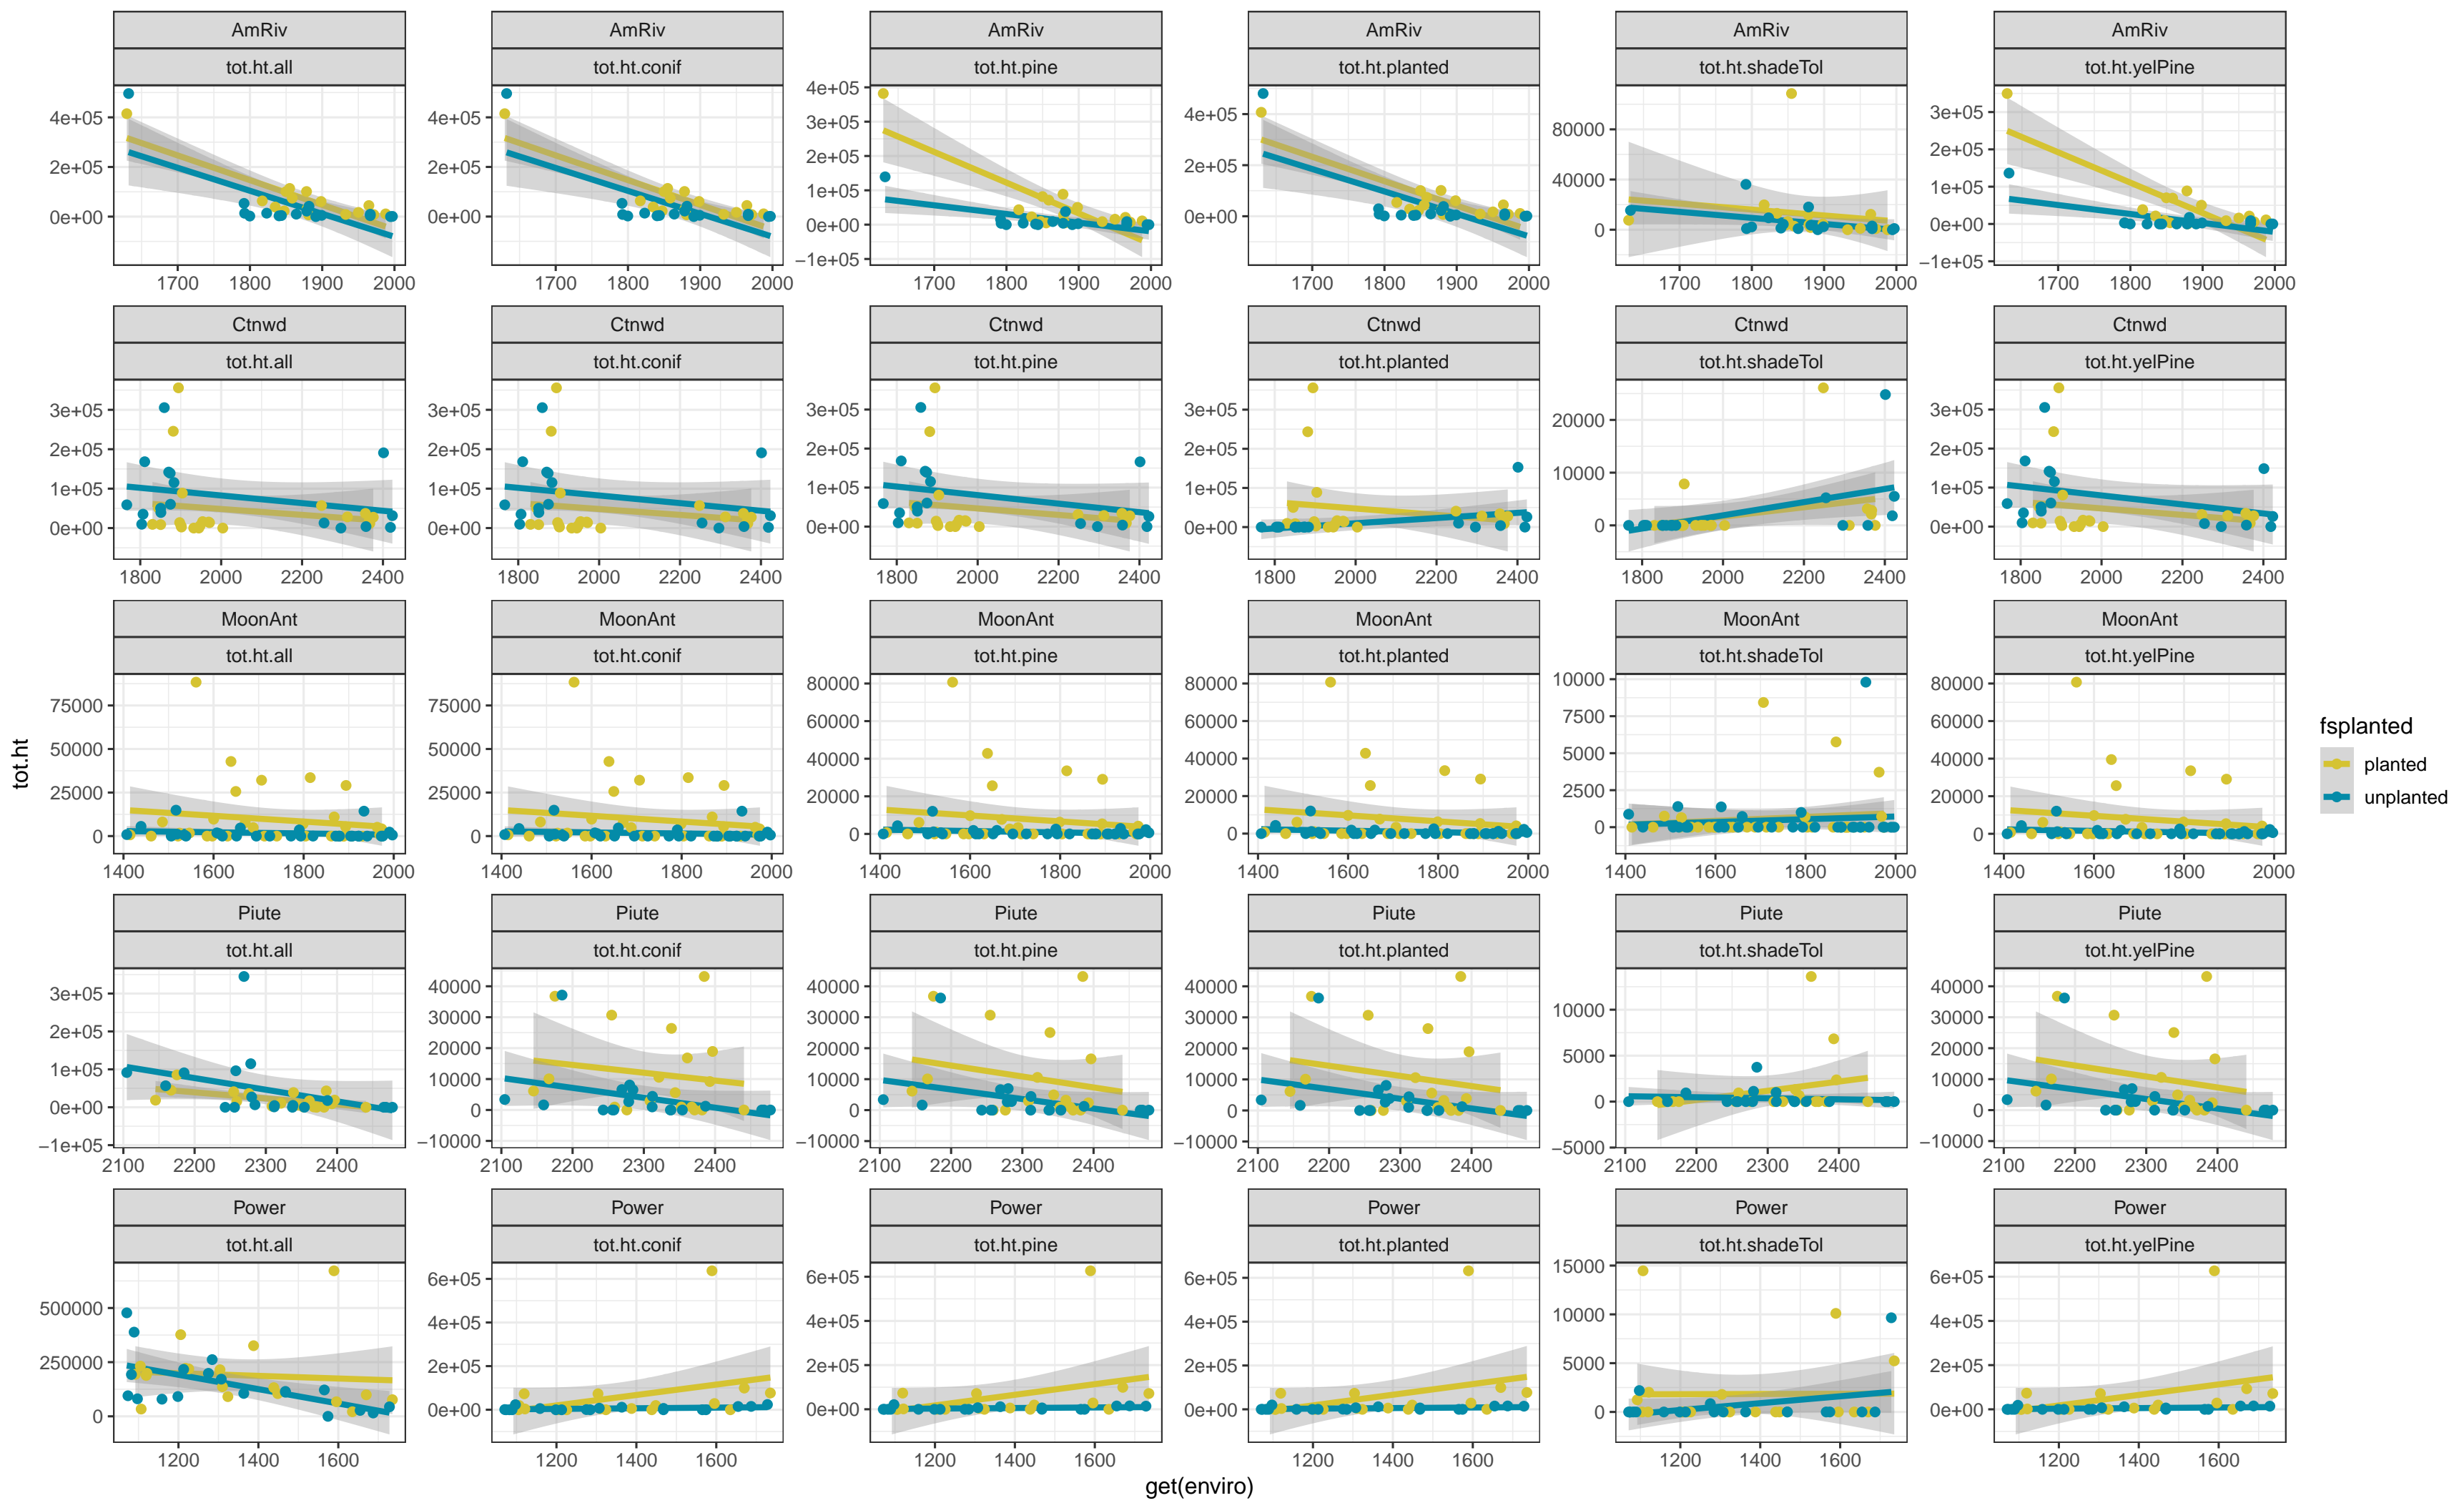 AmRiv AmRiv AmRiv AmRiv AmRiv AmRiv
tot.ht.all tot.ht.conif tot.ht.pine tot.ht.planted tot.ht.shadeTol tot.ht.yelPine
4e+05 2e+05 0e+00 4e+05 2e+05 0e+00 4e+05 3e+05 2e+05 1e+05 0e+00 −1e+05 4e+05 2e+05 0e+00 80000 40000 0 3e+05 2e+05 1e+05 0e+00 −1e+05
1700 1800 1900 2000 1700 1800 1900 2000 1700 1800 1900 2000 1700 1800 1900 2000 1700 1800 1900 2000 1700 1800 1900 2000
Ctnwd Ctnwd Ctnwd Ctnwd Ctnwd Ctnwd
tot.ht.all tot.ht.conif tot.ht.pine tot.ht.planted tot.ht.shadeTol tot.ht.yelPine
3e+05 2e+05 1e+05 0e+00 3e+05 2e+05 1e+05 0e+00 3e+05 2e+05 1e+05 0e+00 3e+05 2e+05 1e+05 0e+00 20000 10000 0 3e+05 2e+05 1e+05 0e+00
1800 2000 2200 2400 1800 2000 2200 2400 1800 2000 2200 2400 1800 2000 2200 2400 1800 2000 2200 2400 1800 2000 2200 2400
MoonAnt MoonAnt MoonAnt MoonAnt MoonAnt MoonAnt
tot.ht.all tot.ht.conif tot.ht.pine tot.ht.planted tot.ht.shadeTol tot.ht.yelPine
75000 50000 25000 0 75000 50000 25000 0 80000 60000 40000 20000 0 80000 60000 40000 20000 0 10000 7500 5000 2500 0 80000 60000 40000 20000 0
1400 1600 1800 2000 1400 1600 1800 2000 1400 1600 1800 2000 1400 1600 1800 2000 1400 1600 1800 2000 1400 1600 1800 2000
Piute Piute Piute Piute Piute Piute
tot.ht.all tot.ht.conif tot.ht.pine tot.ht.planted tot.ht.shadeTol tot.ht.yelPine
3e+05 2e+05 1e+05 0e+00 −1e+05 40000 30000 20000 10000 0 −10000 40000 30000 20000 10000 0 −10000 40000 30000 20000 10000 0 −10000 10000 5000 0 −5000 40000 30000 20000 10000 0 −10000
2100 2200 2300 2400 2100 2200 2300 2400 2100 2200 2300 2400 2100 2200 2300 2400 2100 2200 2300 2400 2100 2200 2300 2400
Power Power Power Power Power Power
tot.ht.all tot.ht.conif tot.ht.pine tot.ht.planted tot.ht.shadeTol tot.ht.yelPine
500000 250000 0 6e+05 4e+05 2e+05 0e+00 6e+05 4e+05 2e+05 0e+00 6e+05 4e+05 2e+05 0e+00 15000 10000 5000 0 6e+05 4e+05 2e+05 0e+00
1200 1400 1600 1200 1400 1600 1200 1400 1600 1200 1400 1600 1200 1400 1600 1200 1400 1600
get(enviro)
tot.ht
fsplanted
planted
unplanted